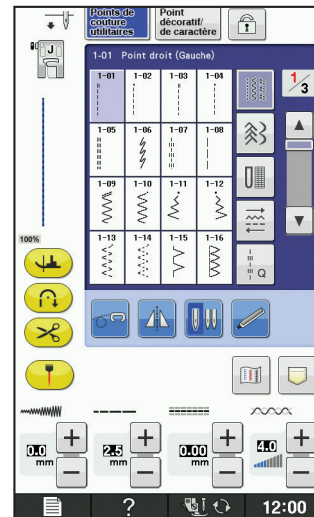 Points de
couture
utilitaires
Point
décoratif/
de caractère
J
1-01 Point droit (Gauche)
1-01 1-02 1-03 1-04
1/3
1-05 1-06 1-07 1-08
1-09 1-10 1-11 1-12
1-13 1-14 1-15 1-16
Q
100%
0.0 mm
2.5 mm
0.00 mm
4.0
?
12:00